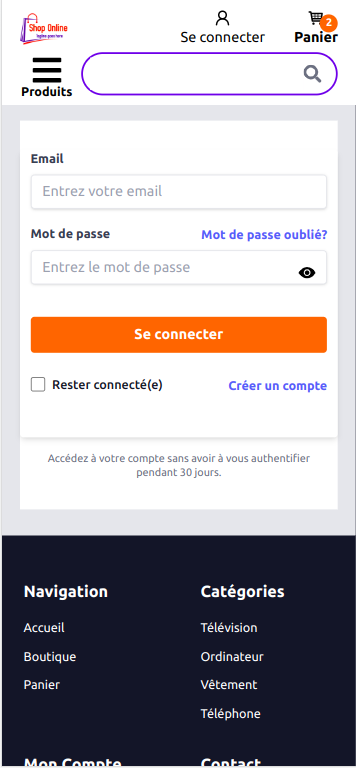 Shop Online
Se connecter
2
Panier
Produits
Email
Entrez votre email
Mot de passe
Mot de passe oublié?
Entrez le mot de passe
Se connecter
Rester connecté(e)
Créer un compte
Accédez à votre compte sans avoir à vous authentifier
pendant 30 jours.
Navigation
Catégories
Accueil
Télévision
Boutique
Ordinateur
Panier
Vêtement
Téléphone
Mon Compte
Contact